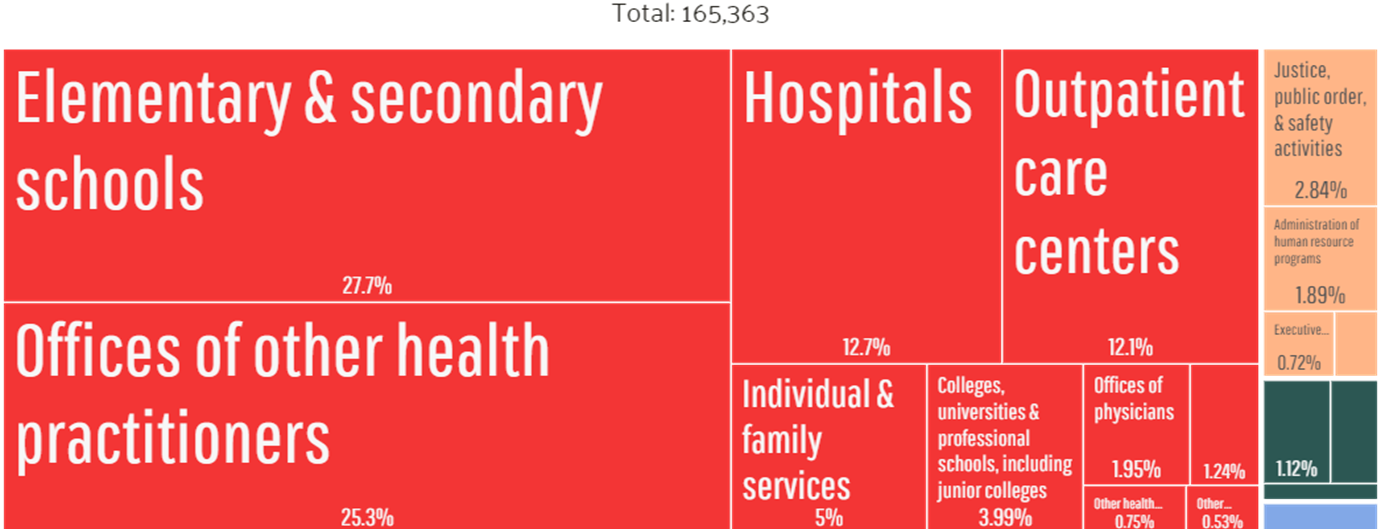 Total: 165,363
Elementary & secondary
schools
27.7%
Offices of other health
practitioners
25.3%
Hospitals
12.7%
Outpatient
care
centers
12.1%
Individual &
family
services
5%
Colleges,
universities &
professional
schools, including
junior colleges
3.99%
Offices of
physicians
1.95%
1.24%
Other health...
0.75%
Other...
0.53%
Justice,
public order,
& safety
activities
2.84%
Administration of
human resource
programs
1.89%
Executive...
0.72%
1.12%